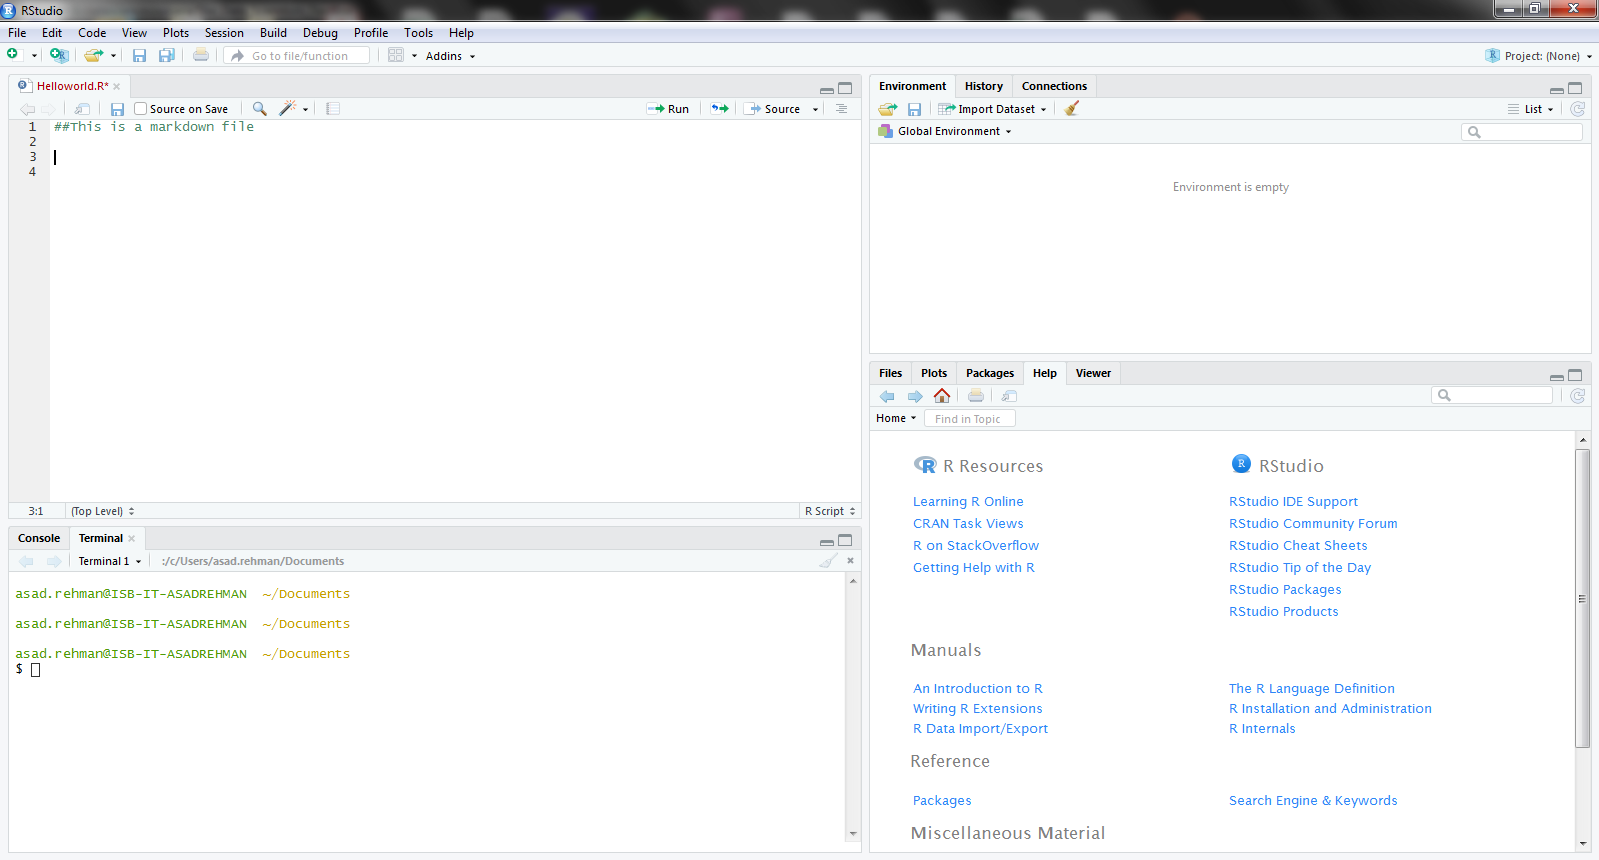 RStudio
File Edit Code View Plots Session Build Debug Profile Tools Help
Go to file/function Addins Project: (None)
Helloworld.R*
Source on Save Run Source
1 ##This is a markdown file
2
3
4
3:1 (Top Level) R Script
Console Terminal
Terminal 1 :/c/Users/asad.rehman/Documents
asad.rehman@ISB-IT-ASADREHMAN ~/Documents
asad.rehman@ISB-IT-ASADREHMAN ~/Documents
asad.rehman@ISB-IT-ASADREHMAN ~/Documents
$
Environment History Connections
Import Dataset List
Global Environment
Environment is empty
Files Plots Packages Help Viewer
Home Find in Topic
R Resources RStudio
Learning R Online RStudio IDE Support
CRAN Task Views RStudio Community Forum
R on StackOverflow RStudio Cheat Sheets
Getting Help with R RStudio Tip of the Day
RStudio Packages
RStudio Products
Manuals
An Introduction to R The R Language Definition
Writing R Extensions R Installation and Administration
R Data Import/Export R Internals
Reference
Packages Search Engine & Keywords
Miscellaneous Material